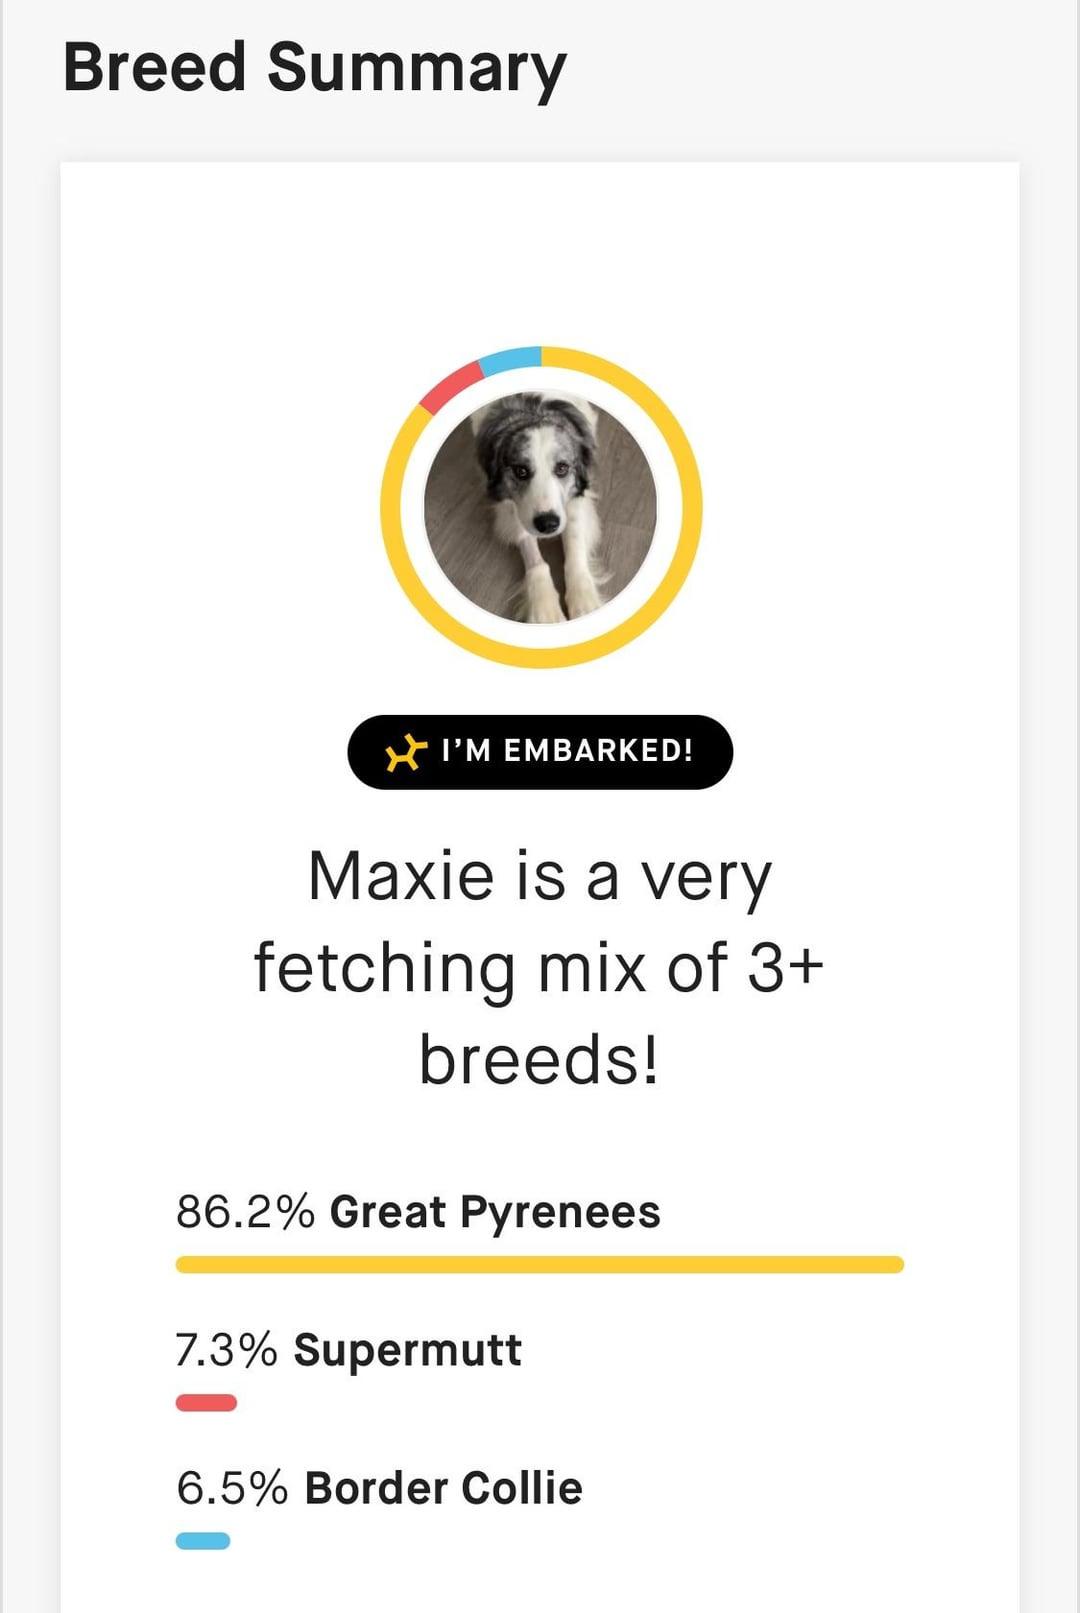 Breed Summary
I’M EMBARKED!
Maxie is a very
fetching mix of 3+
breeds!
86.2% Great Pyrenees
7.3% Supermutt
6.5% Border Collie